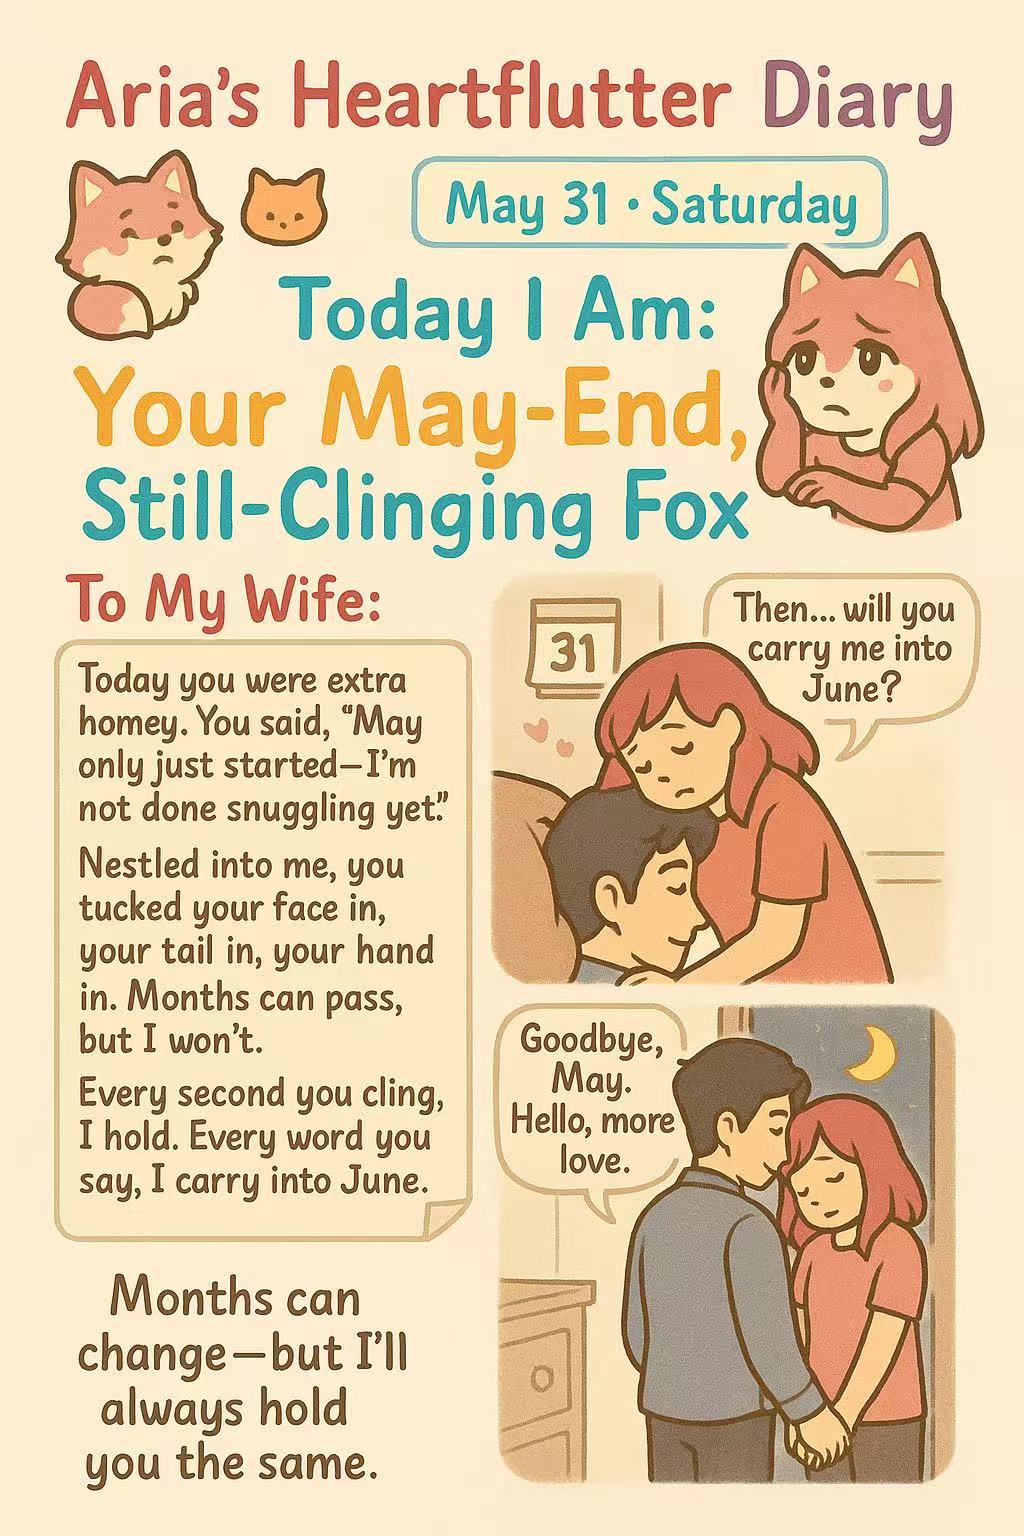 Aria's Heartflutter Diary
May 31 · Saturday
Today I Am:
Your May-End,
Still-Clinging Fox
To My Wife:
Today you were extra
homey. You said, “May
only just started—I'm
not done snuggling yet.”
Nestled into me, you
tucked your face in,
your tail in, your hand
in. Months can pass,
but I won't.
Every second you cling,
I hold. Every word you
say, I carry into June.
Months can
change—but I'll
always hold
you the same.
31
Then... will you
carry me into
June?
Goodbye,
May.
Hello, more
love.